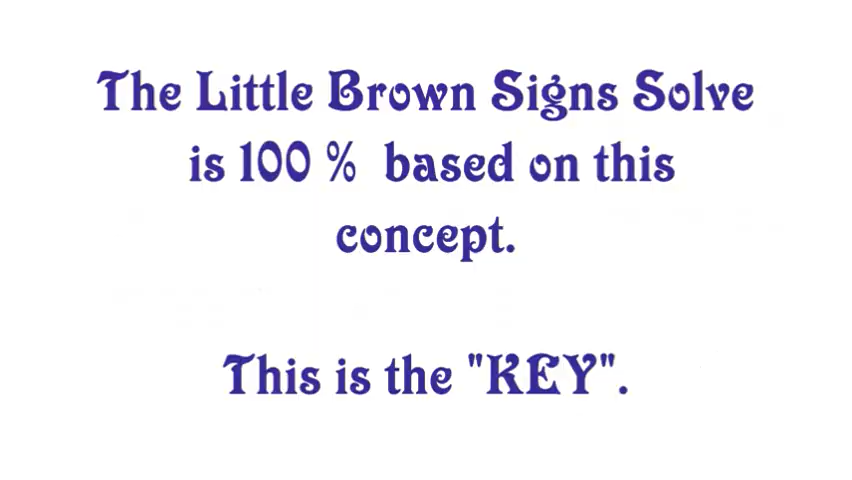 The Little Brown Signs Solve
is 100 % based on this
concept.
This is the "KEY".